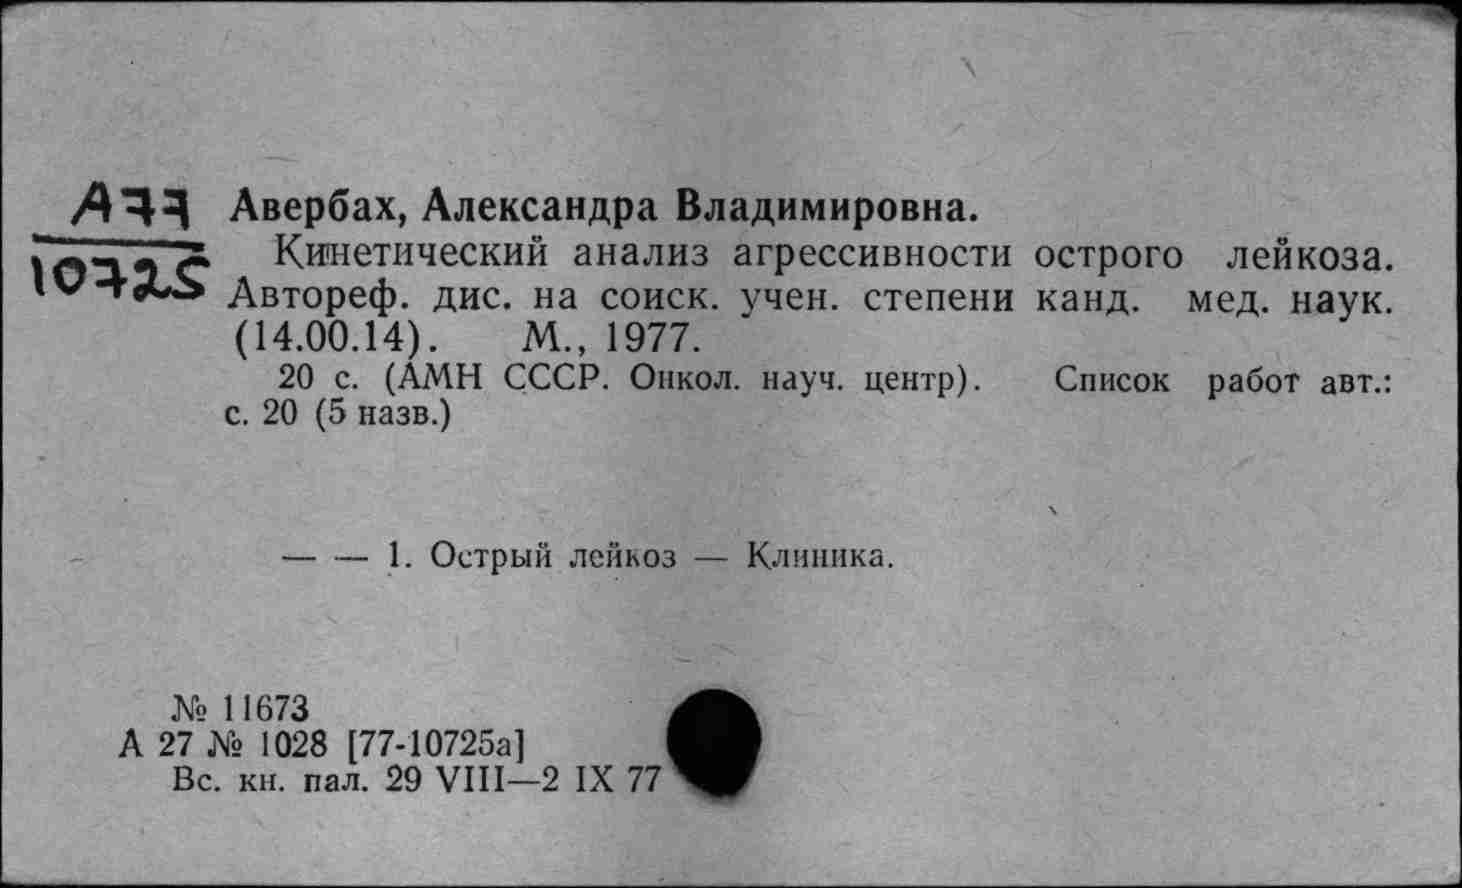 А77 Авербах, Александра Владимировна.
10725 Кинетический анализ агрессивности острого лейкоза.
Автореф. дис. на соиск. учен. степени канд. мед. наук.
(14.00.14). М., 1977.
20 с. (АМН СССР. Онкол. науч. центр). Список работ авт.:
с. 20 (5 назв.)
— — 1. Острый лейкоз — Клиника.
№ 11673
А 27 № 1028 [77-10725а]
Вс. кн. пал. 29 VIII—2 IX 77